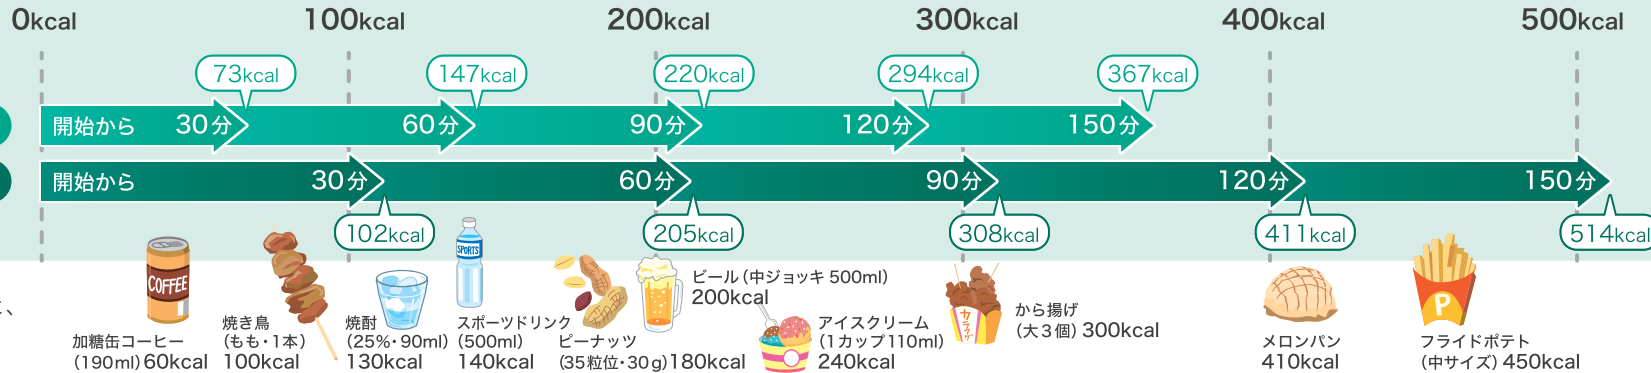 0kcal 100kcal 200kcal 300kcal 400kcal 500kcal
73kcal 147kcal 220kcal 294kcal 367kcal
開始から 30分 60分 90分 120分 150分
開始から 30分 60分 90分 120分 150分
102kcal 205kcal 308kcal 411kcal 514kcal
COFFEE
加糖缶コーヒー
(190ml)60kcal
焼き鳥
(もも・1本)
100kcal
焼酎
(25%・90ml)
130kcal
SPORTS
スポーツドリンク
(500ml)
140kcal
ピーナッツ
(35粒位・30g)180kcal
ビール(中ジョッキ 500ml)
200kcal
アイスクリーム
(1カップ110ml)
240kcal
カラアゲ
から揚げ
(大3個) 300kcal
メロンパン
410kcal
P
フライドポテト
(中サイズ) 450kcal